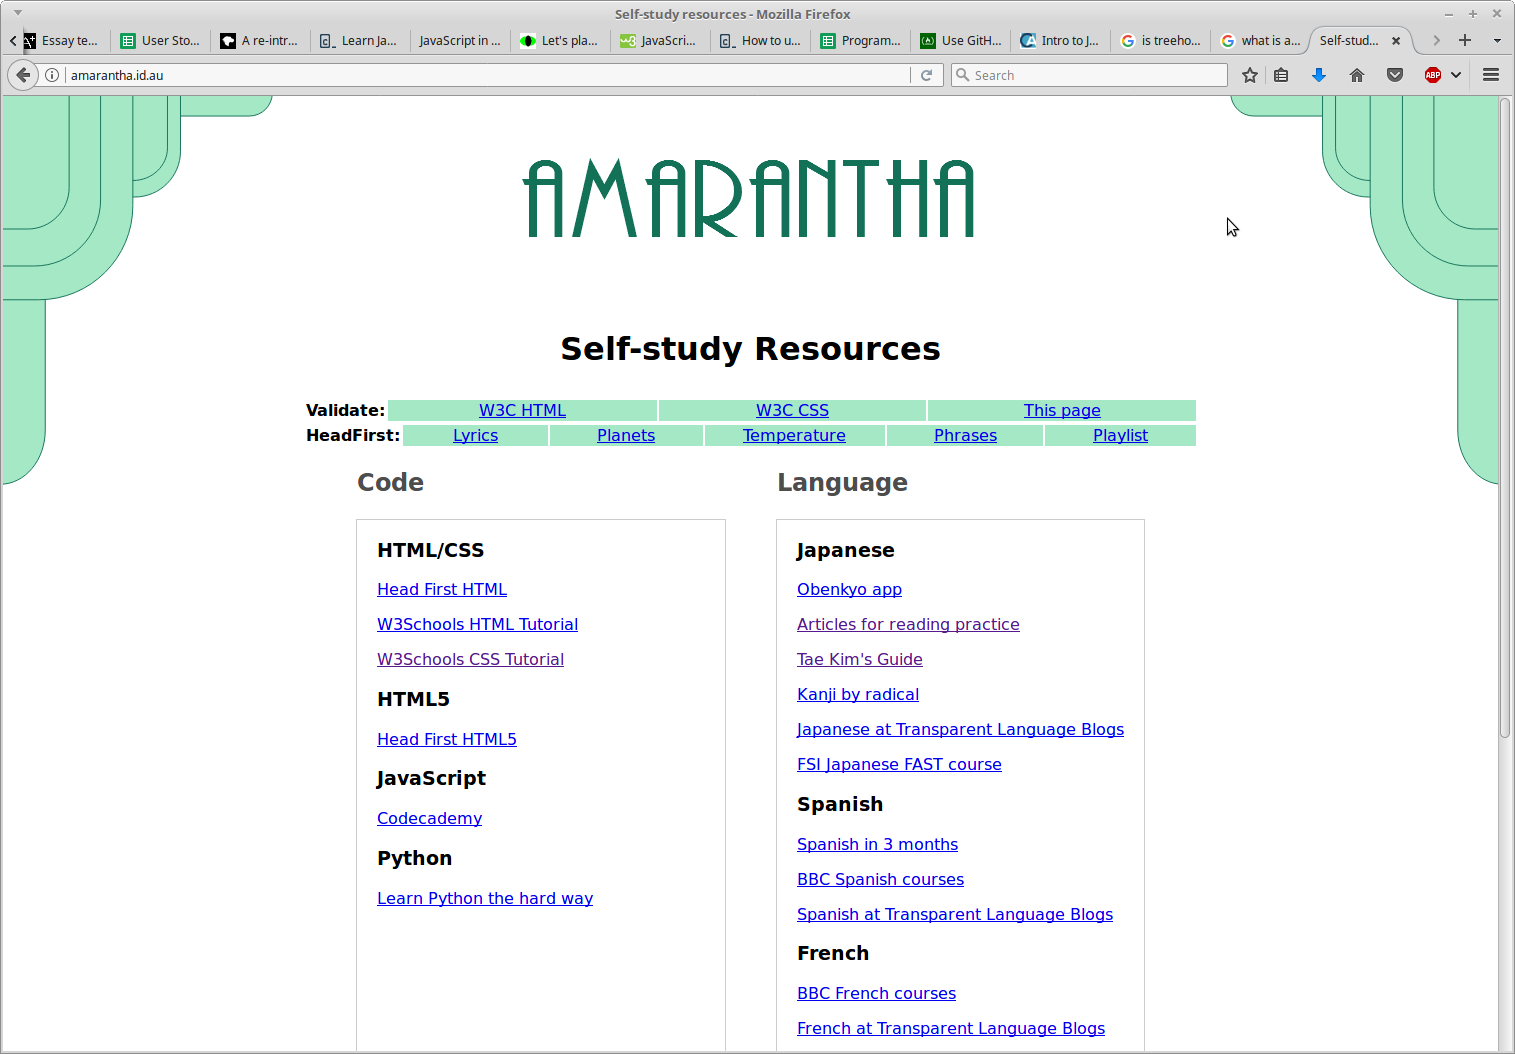 Self-study resources - Mozilla Firefox
Essay te... User Sto... A re-intr... Learn Ja... JavaScript in ... Let's pla... JavaScri... How to u... Program... Use GitH... Intro to J... is treeho... what is a... Self-stud...
amarantha.id.au Search ABP
AMARANTHA
Self-study Resources
Validate: W3C HTML W3C CSS This page
HeadFirst: Lyrics Planets Temperature Phrases Playlist
Code
HTML/CSS
Head First HTML
W3Schools HTML Tutorial
W3Schools CSS Tutorial
HTML5
Head First HTML5
JavaScript
Codecademy
Python
Learn Python the hard way
Language
Japanese
Obenkyo app
Articles for reading practice
Tae Kim's Guide
Kanji by radical
Japanese at Transparent Language Blogs
FSI Japanese FAST course
Spanish
Spanish in 3 months
BBC Spanish courses
Spanish at Transparent Language Blogs
French
BBC French courses
French at Transparent Language Blogs